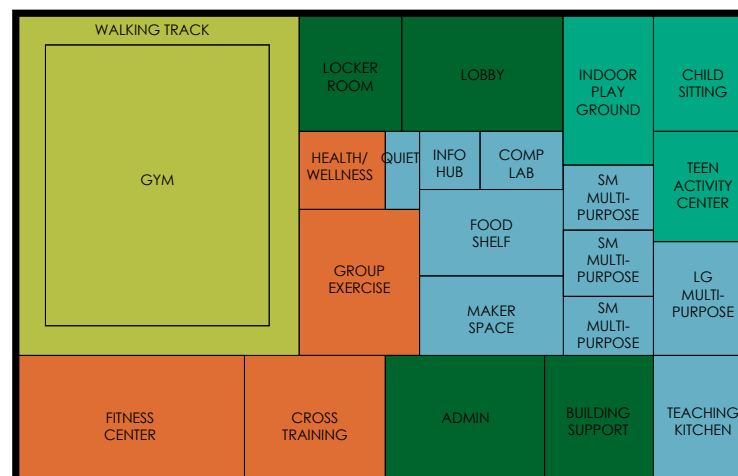 WALKING TRACK
GYM
LOCKER
ROOM
LOBBY
INDOOR
PLAY
GROUND
CHILD
SITTING
HEALTH/
WELLNESS
QUIET
INFO
HUB
COMP
LAB
SM
MULTI-
PURPOSE
TEEN
ACTIVITY
CENTER
FOOD
SHELF
SM
MULTI-
PURPOSE
GROUP
EXERCISE
MAKER
SPACE
SM
MULTI-
PURPOSE
LG
MULTI-
PURPOSE
FITNESS
CENTER
CROSS
TRAINING
ADMIN
BUILDING
SUPPORT
TEACHING
KITCHEN